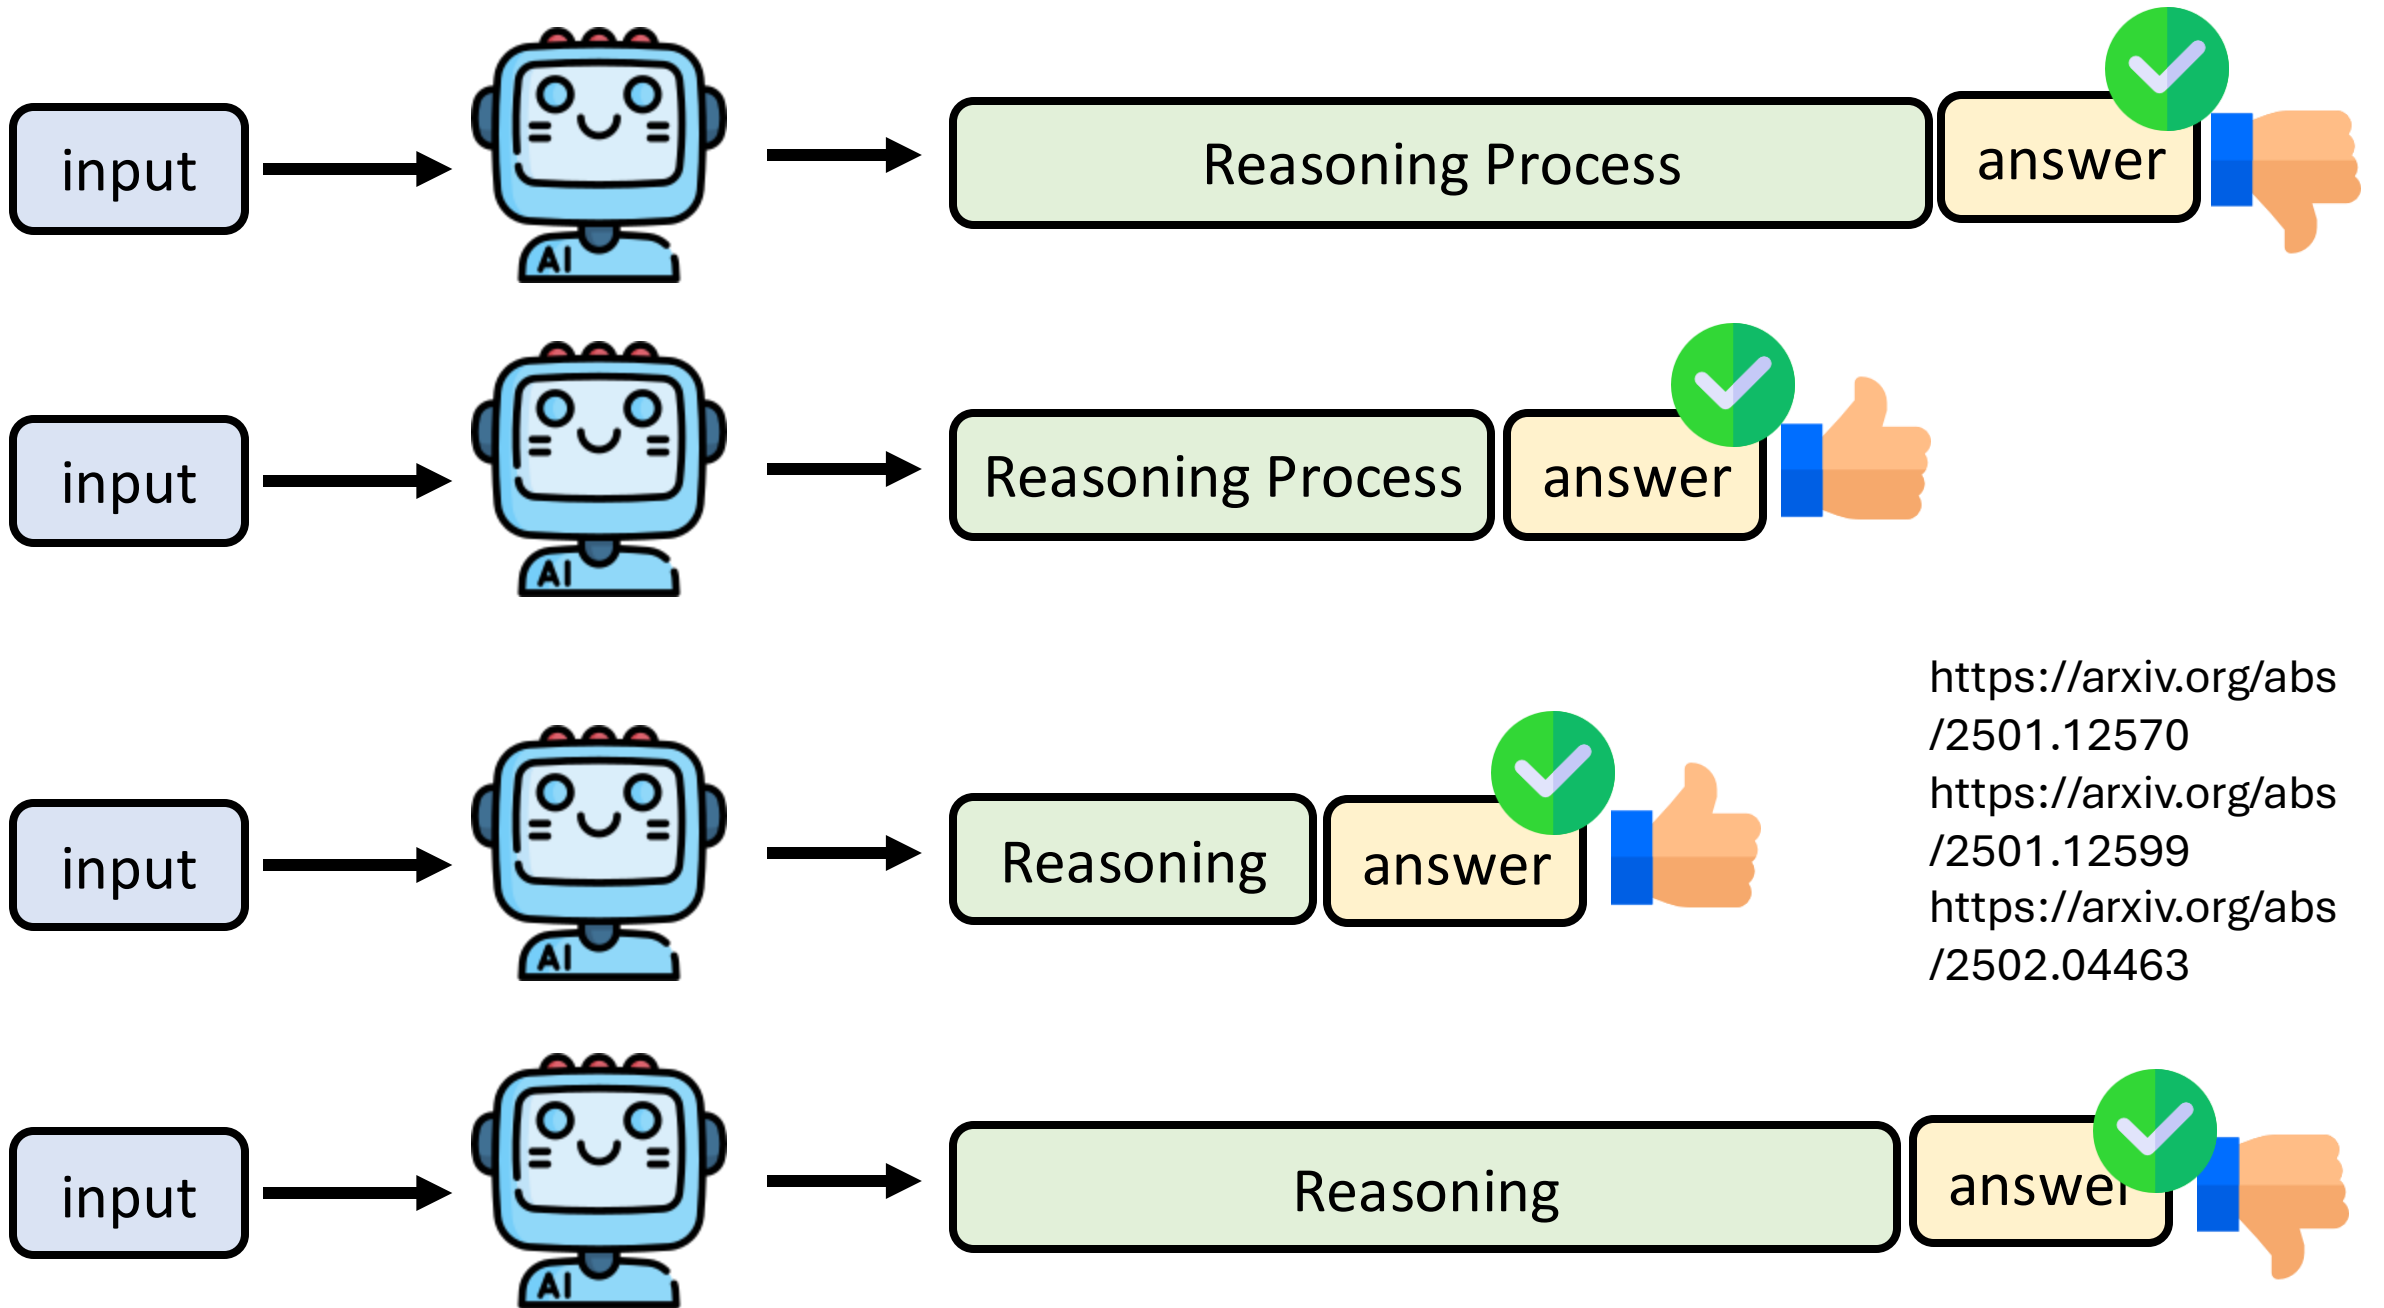 input
AI
Reasoning Process
answer
input
AI
Reasoning Process
answer
https://arxiv.org/abs
/2501.12570
https://arxiv.org/abs
/2501.12599
https://arxiv.org/abs
/2502.04463
input
AI
Reasoning
answer
input
AI
Reasoning
answer